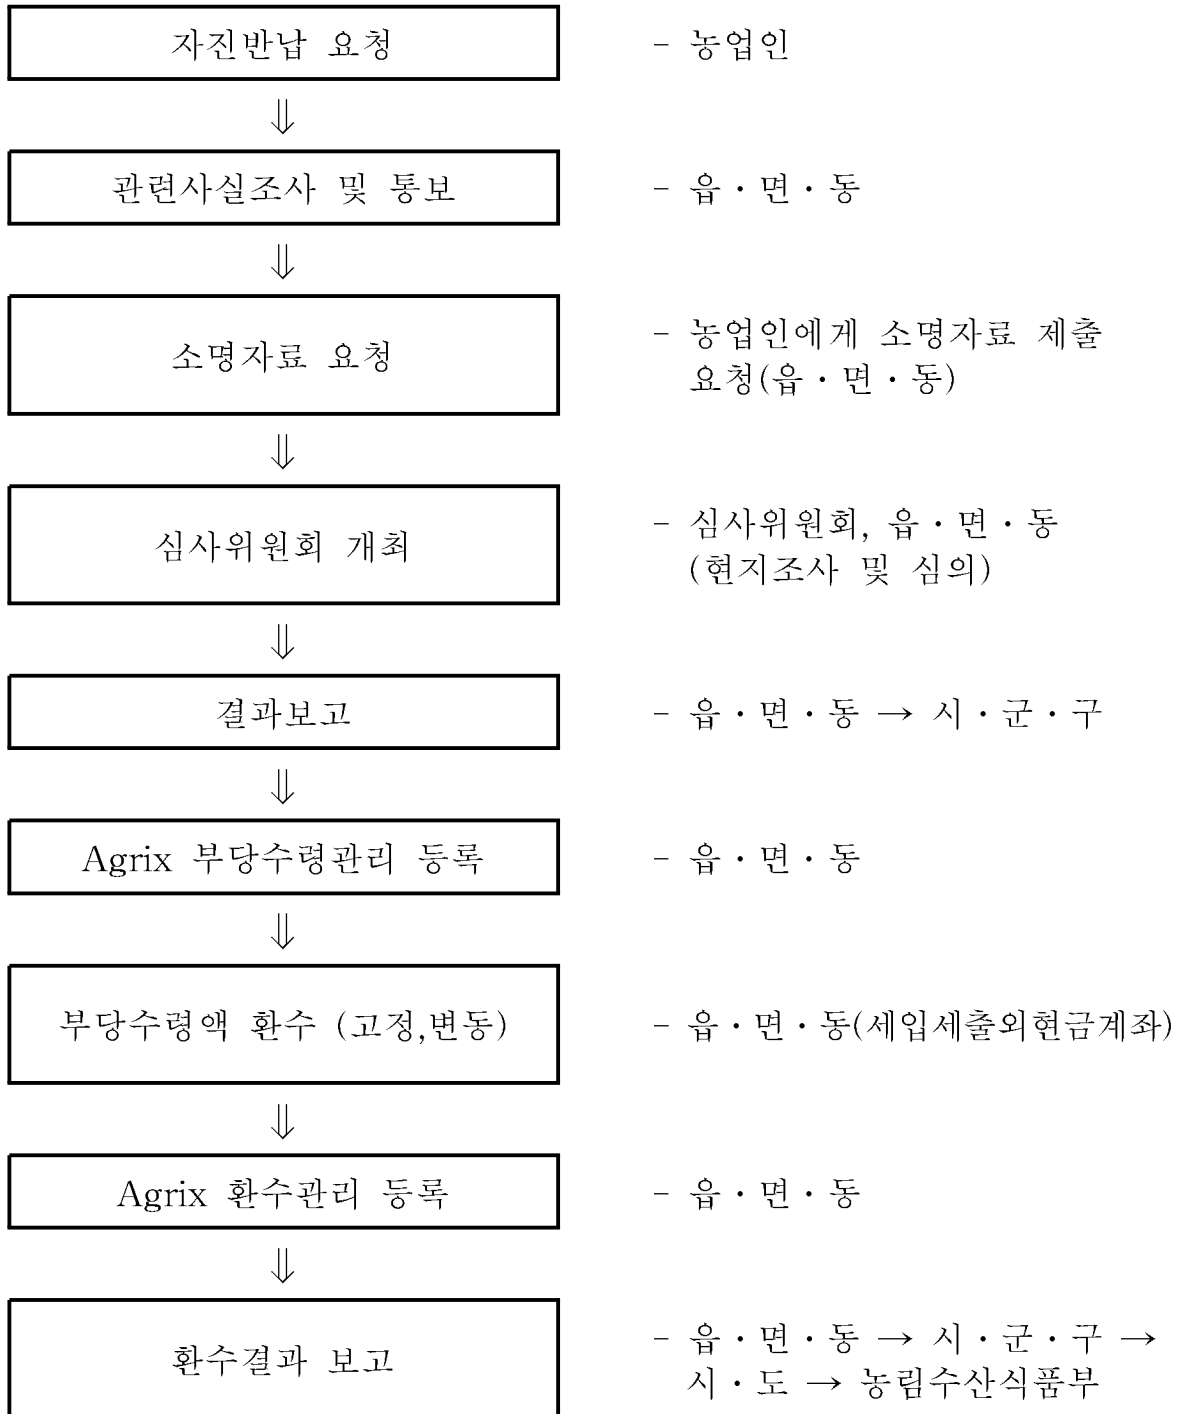 자진반납 요청
- 농업인
⇓
관련사실조사 및 통보
- 읍・면・동
⇓
소명자료 요청
- 농업인에게 소명자료 제출
요청(읍・면・동)
⇓
심사위원회 개최
- 심사위원회, 읍・면・동
(현지조사 및 심의)
⇓
결과보고
- 읍・면・동 → 시・군・구
⇓
Agrix 부당수령관리 등록
- 읍・면・동
⇓
부당수령액 환수 (고정,변동)
- 읍・면・동(세입세출외현금계좌)
⇓
Agrix 환수관리 등록
- 읍・면・동
⇓
환수결과 보고
- 읍・면・동 → 시・군・구 →
시・도 → 농림수산식품부